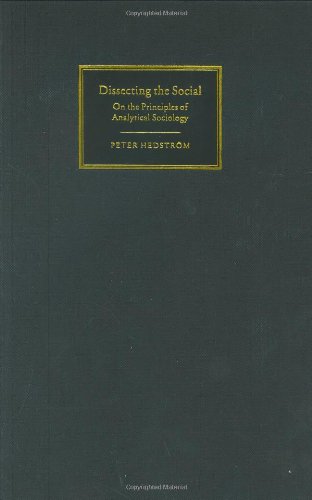 Dissecting the Social
On the Principles of
Analytical Sociology
PETER HEDSTRÖM